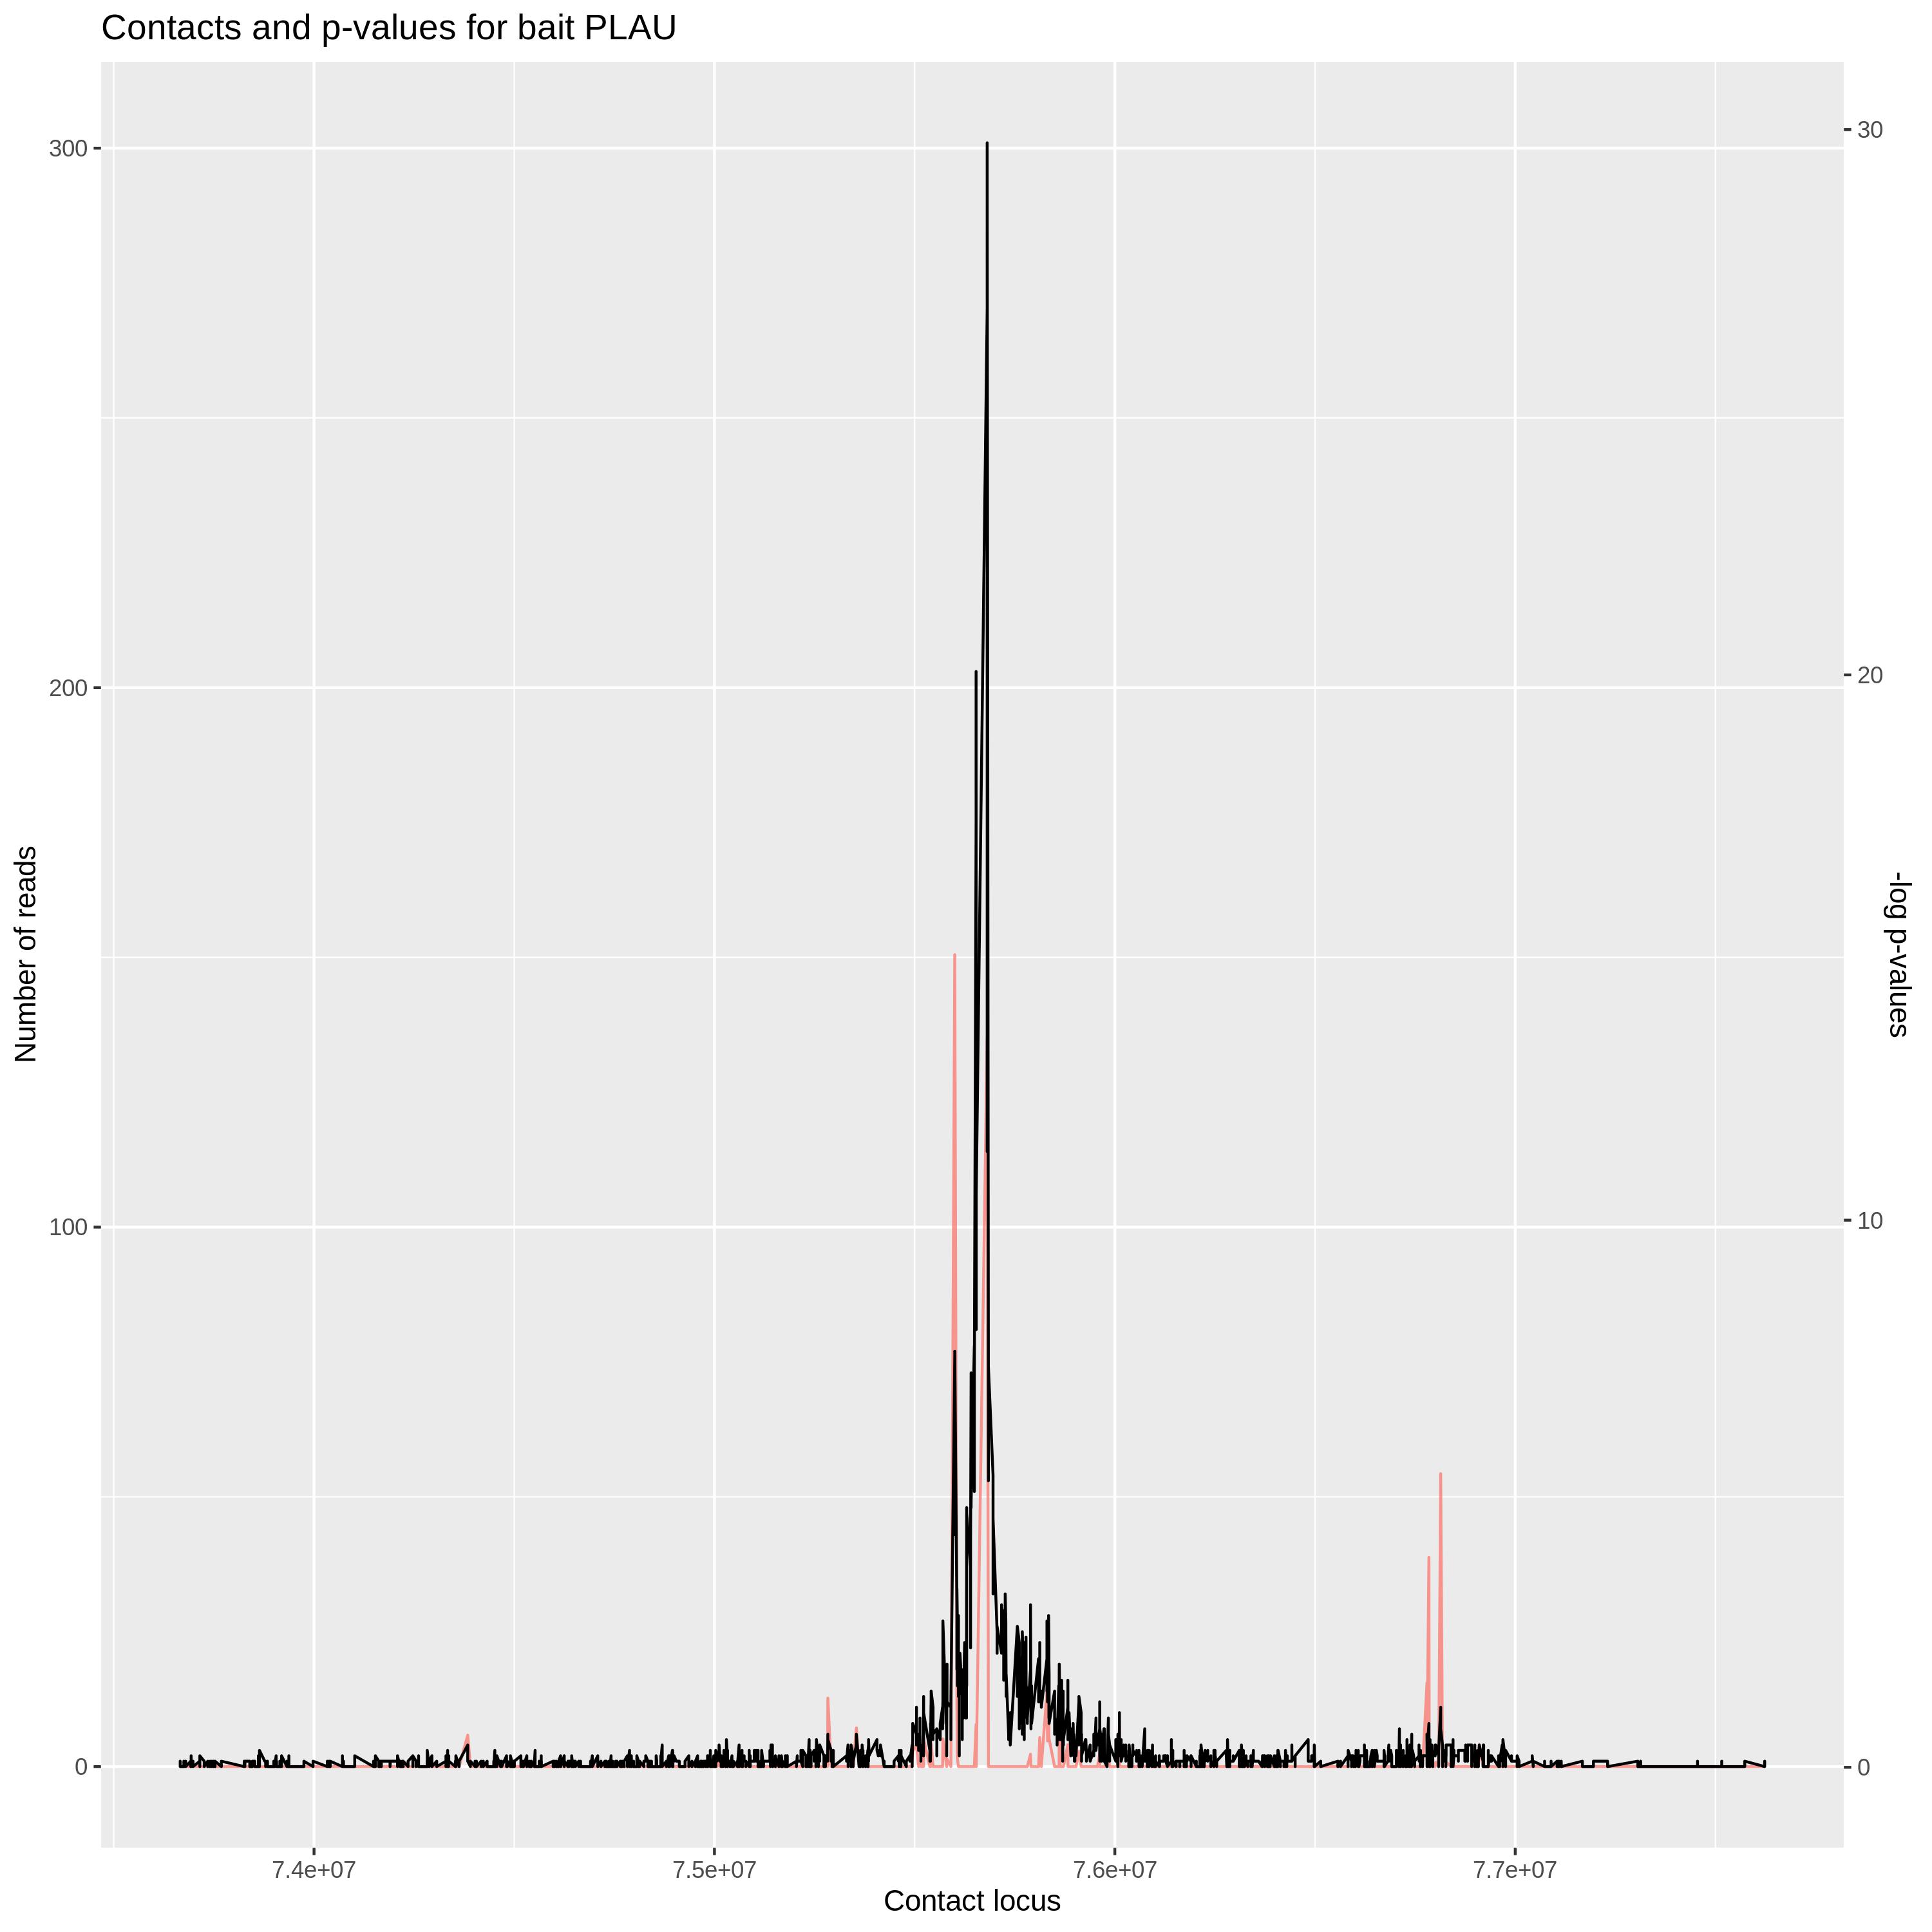 Contacts and p-values for bait PLAU
Number of reads
300
200
100
0
30
20
10
0
-log p-values
7.4e+07
7.5e+07
7.6e+07
7.7e+07
Contact locus